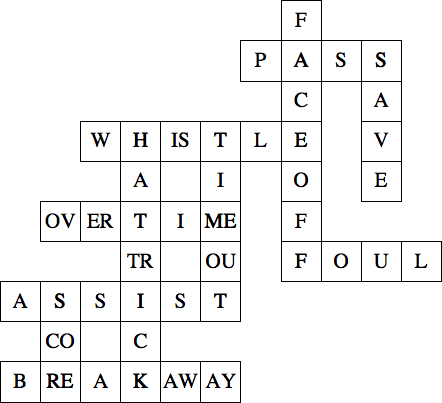 F
P A S S
C A
W H IS T L E V
A I O E
OV ER T I ME F
TR OU F O U L
A S S I S T
CO C
B RE A K AW AY